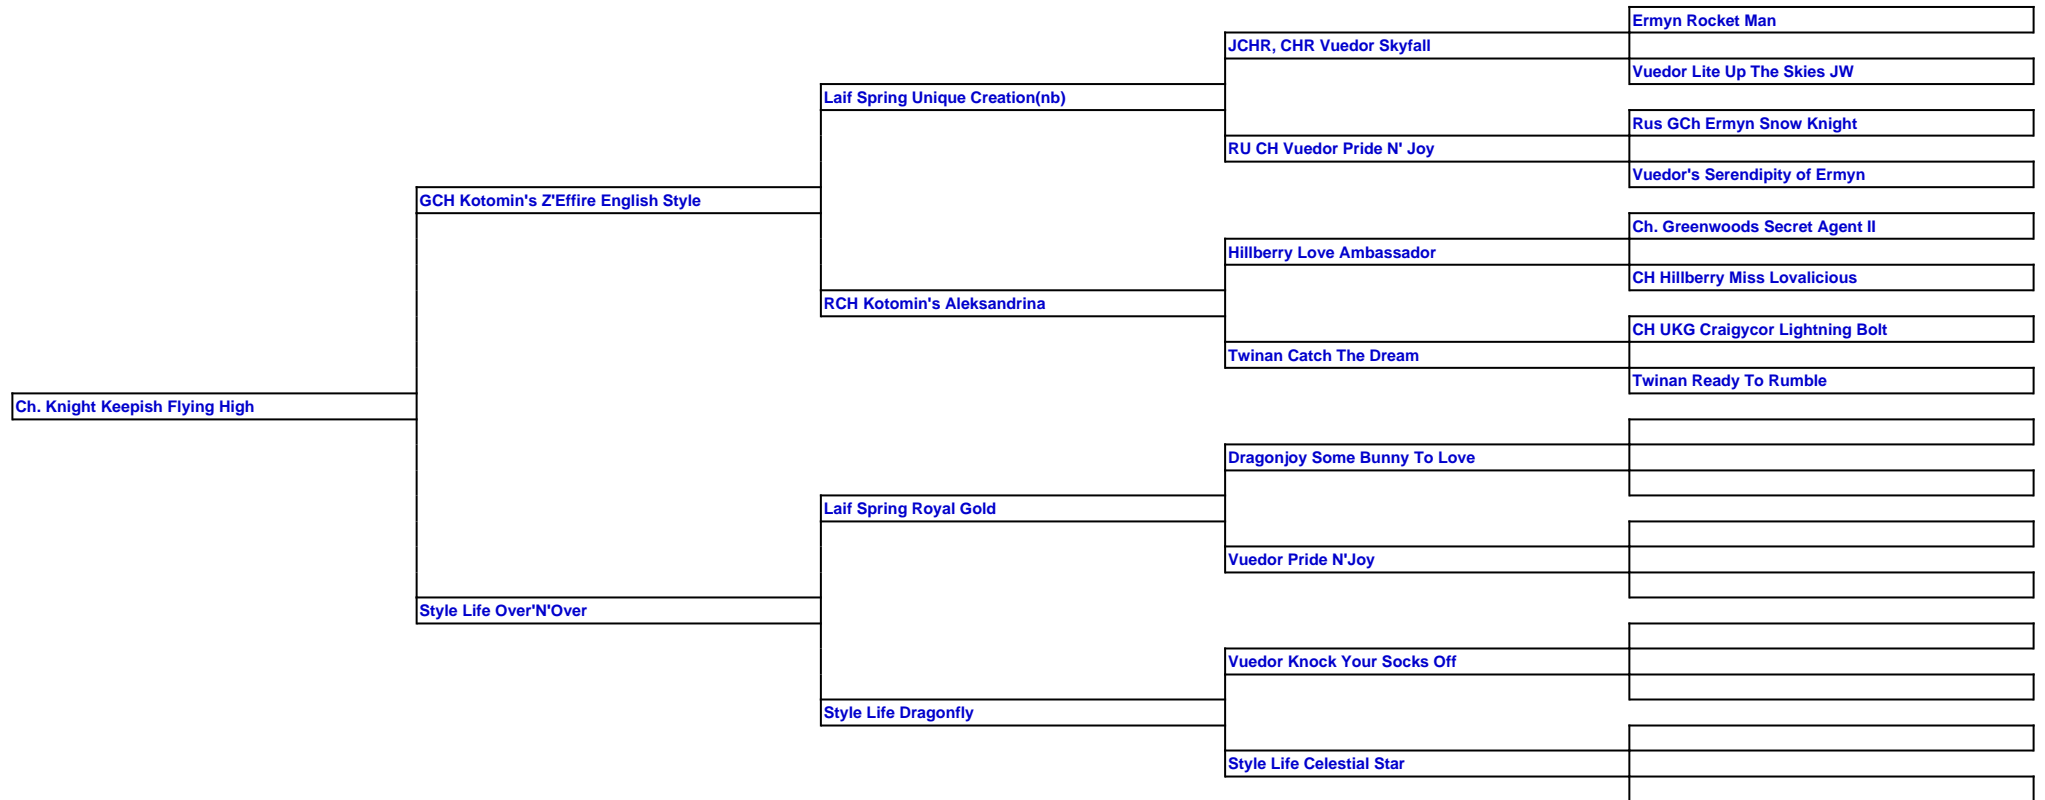 Ermyn Rocket Man
JCHR, CHR Vuedor Skyfall
Vuedor Lite Up The Skies JW
Laif Spring Unique Creation(nb)
Rus GCh Ermyn Snow Knight
RU CH Vuedor Pride N' Joy
Vuedor's Serendipity of Ermyn
GCH Kotomin's Z'Effire English Style
Ch. Greenwoods Secret Agent II
Hillberry Love Ambassador
CH Hillberry Miss Lovalicious
RCH Kotomin's Aleksandrina
CH UKG Craigycor Lightning Bolt
Twinan Catch The Dream
Twinan Ready To Rumble
Ch. Knight Keepish Flying High
Dragonjoy Some Bunny To Love
Laif Spring Royal Gold
Vuedor Pride N'Joy
Style Life Over'N'Over
Vuedor Knock Your Socks Off
Style Life Dragonfly
Style Life Celestial Star